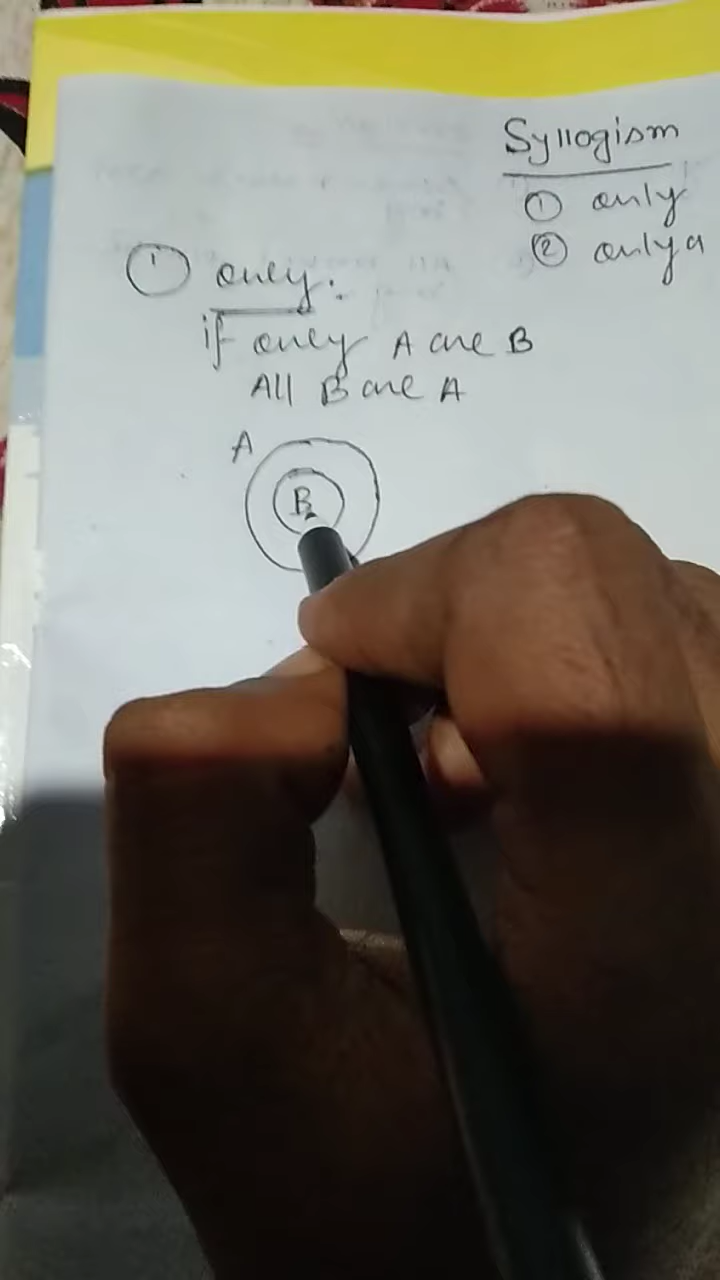 Syllogism
① only
② only a
① only:
if only A are B
All B are A
A
B